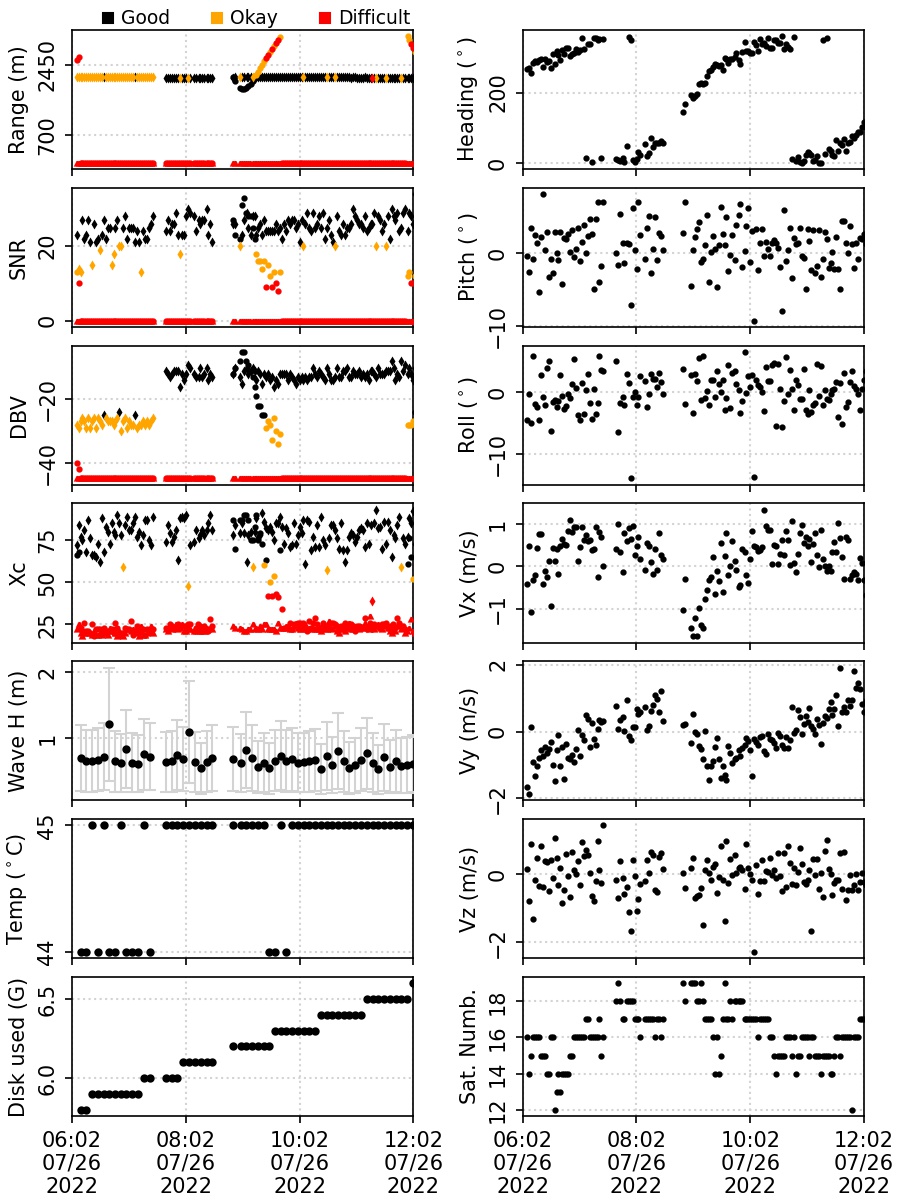 Good Okay Difficult
Range (m)
2450
700
Heading (°)
200
0
SNR
20
0
Pitch (°)
0
−10
DBV
−20
−40
Roll (°)
0
−10
Xc
75
50
25
Vx (m/s)
1
0
−1
Wave H (m)
2
1
Vy (m/s)
2
0
−2
Temp (°C)
45
44
Vz (m/s)
0
−2
Disk used (G)
6.5
6.0
Sat. Numb.
18
16
14
12
06:02 08:02 10:02 12:02 06:02 08:02 10:02 12:02
07/26 07/26 07/26 07/26 07/26 07/26 07/26 07/26
2022 2022 2022 2022 2022 2022 2022 2022